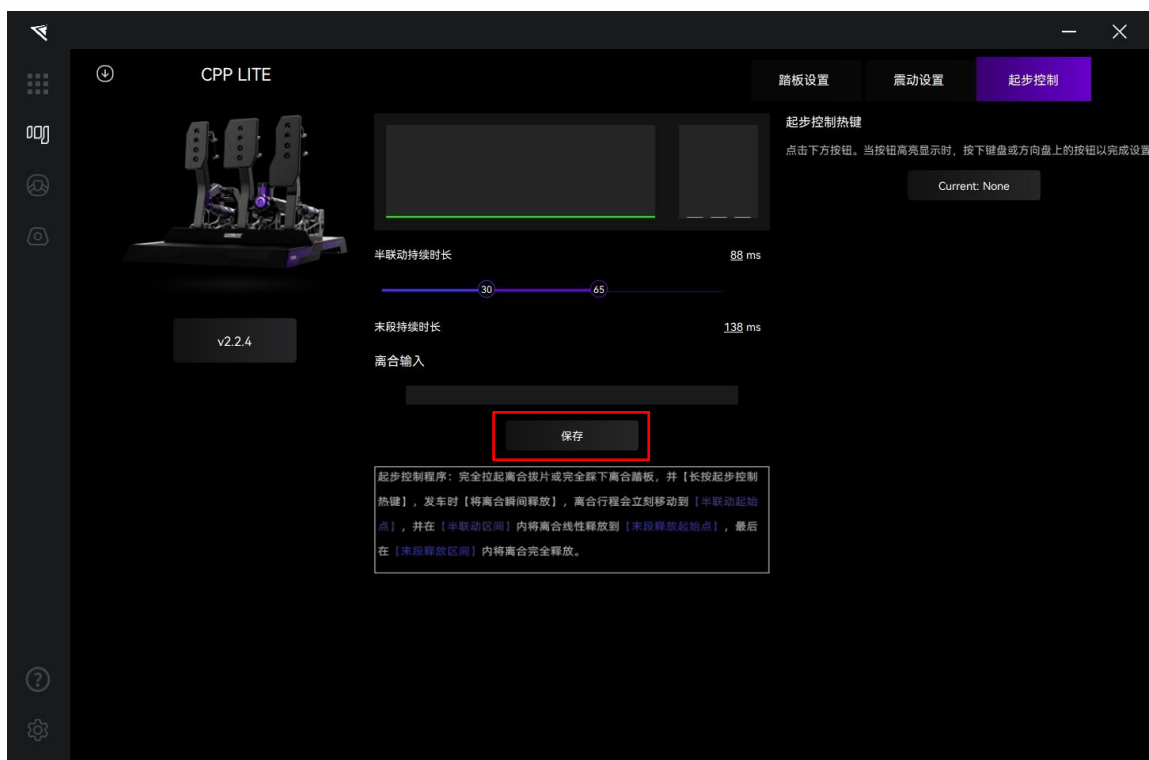 CPP LITE
踏板设置
震动设置
起步控制
起步控制热键
点击下方按钮。当按钮高亮显示时，按下键盘或方向盘上的按钮以完成设置
Current: None
半联动持续时长
88 ms
30
65
末段持续时长
138 ms
v2.2.4
离合输入
保存
起步控制程序：完全拉起离合拨片或完全踩下离合踏板，并【长按起步控制
热键】，发车时【将离合瞬间释放】，离合行程会立刻移动到【半联动起始
点】，并在【半联动区间】内将离合线性释放到【末段释放起始点】，最后
在【末段释放区间】内将离合完全释放。